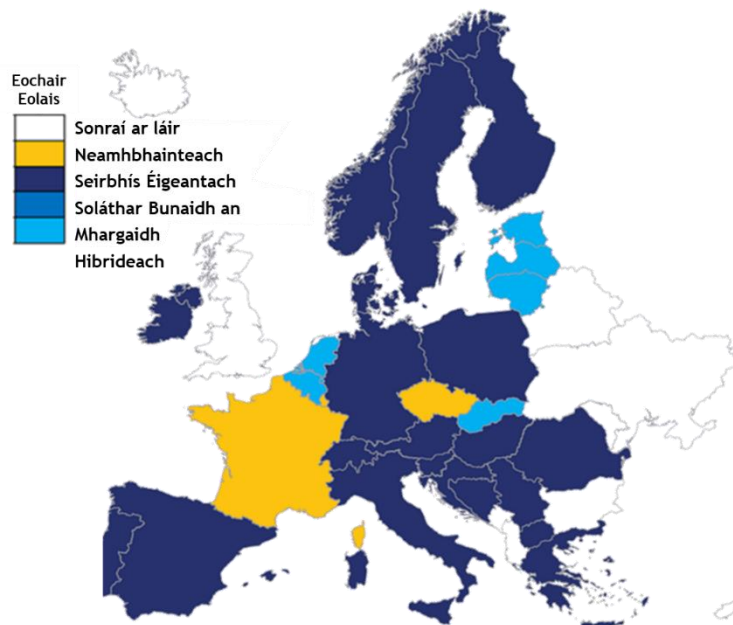 Eochair
Eolais
Sonraí ar láir
Neamhbhainteach
Seirbhís Éigeantach
Soláthar Bunaidh an
Mhargaidh
Hibrideach